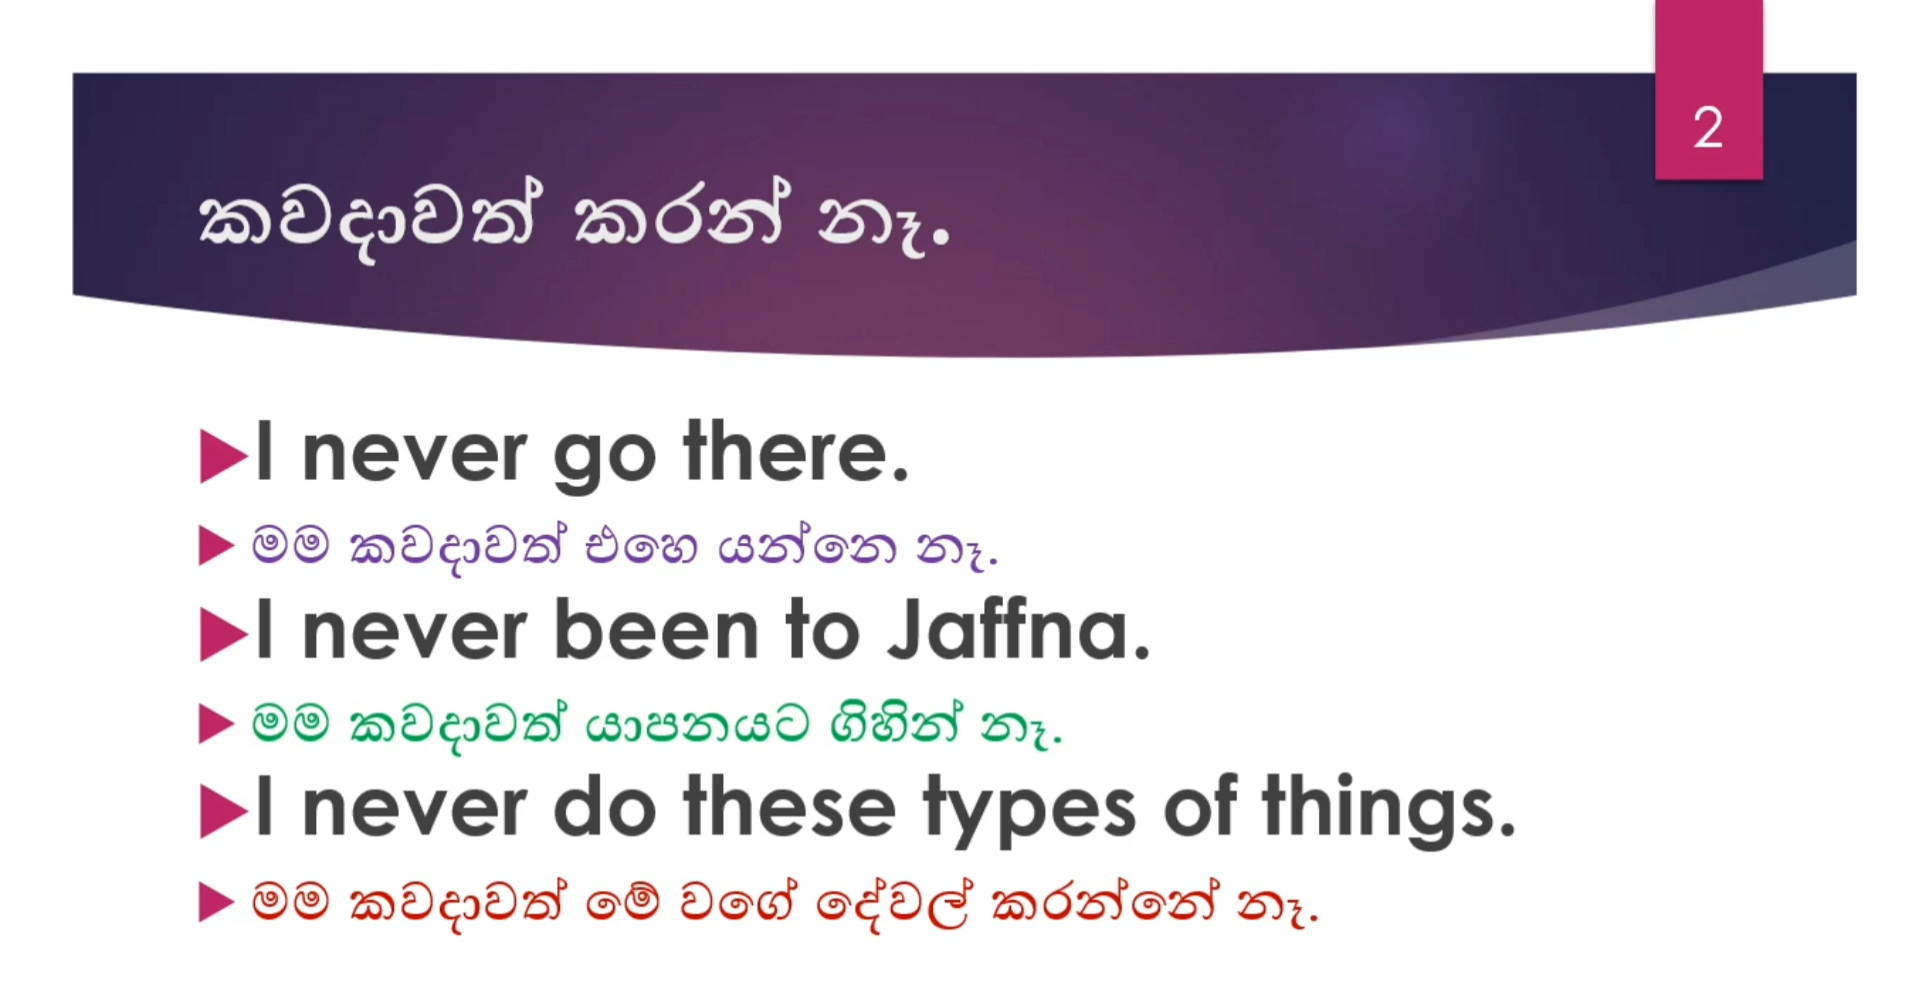 2
කවදාවත් කරන් නෑ.
I never go there.
මම කවදාවත් එහෙ යන්නෙ නෑ.
I never been to Jaffna.
මම කවදාවත් යාපනයට ගිහින් නෑ.
I never do these types of things.
මම කවදාවත් මේ වගේ දේවල් කරන්නේ නෑ.